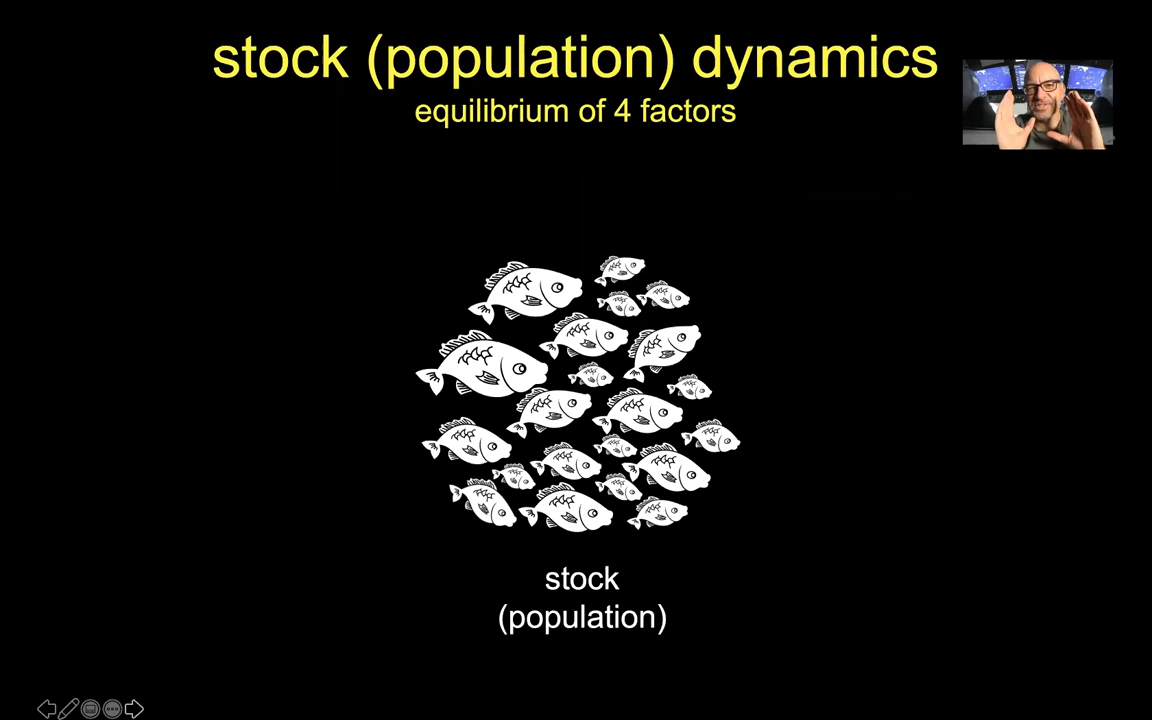 stock (population) dynamics
equilibrium of 4 factors
stock
(population)